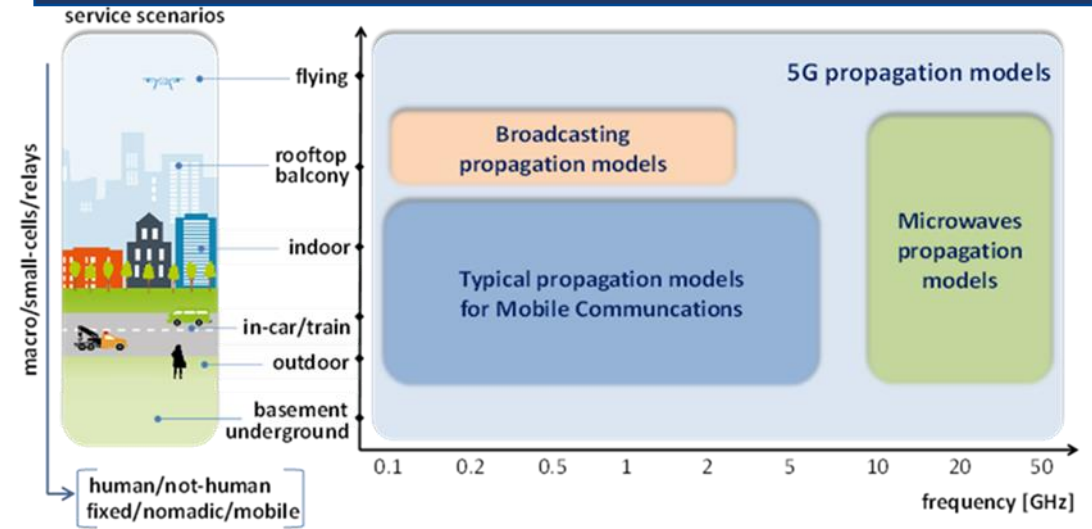 service scenarios
macro/small-cells/relays
flying
rooftop
balcony
indoor
in-car/train
outdoor
basement
underground
human/not-human
fixed/nomadic/mobile
5G propagation models
Broadcasting
propagation models
Typical propagation models
for Mobile Communcations
Microwaves
propagation
models
0.1 0.2 0.5 1 2 5 10 20 50
frequency [GHz]